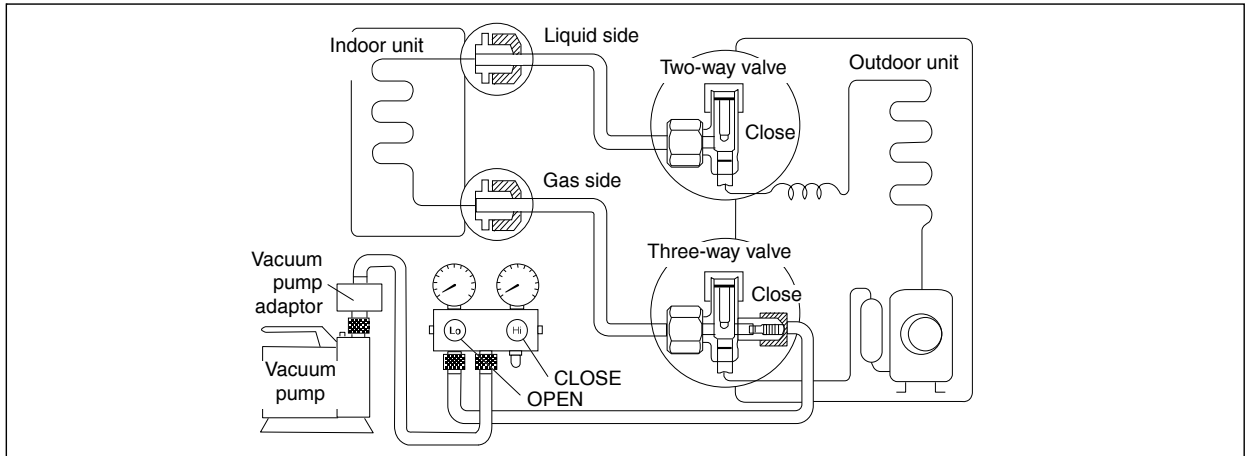 Indoor unit
Liquid side
Two-way valve
Outdoor unit
Close
Gas side
Three-way valve
Close
Vacuum
pump
adaptor
Lo
Hi
Vacuum
pump
CLOSE
OPEN